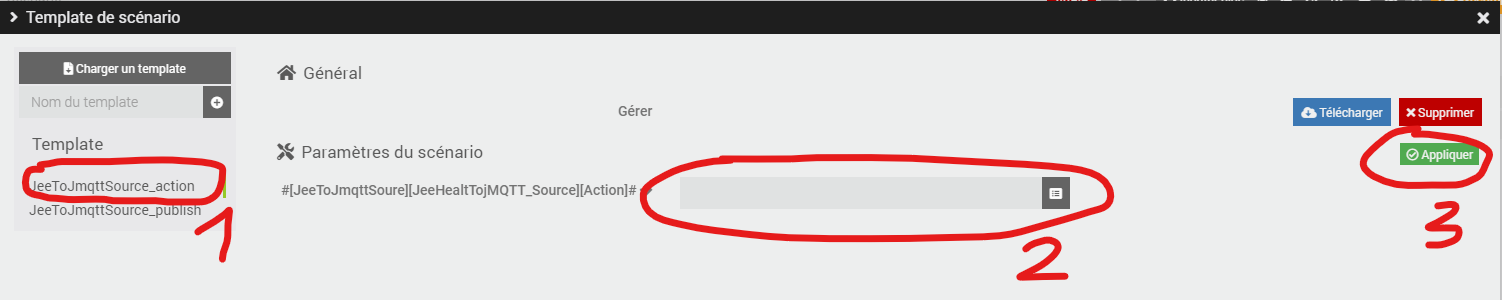 Template de scénario
Charger un template
Nom du template
Template
JeeToJmqttSource_action
JeeToJmqttSource_publish
1
Général
Gérer
Télécharger
Supprimer
Paramètres du scénario
Appliquer
#[JeeToJmqttSoure][JeeHealtTojMQTT_Source][Action]#
2
3